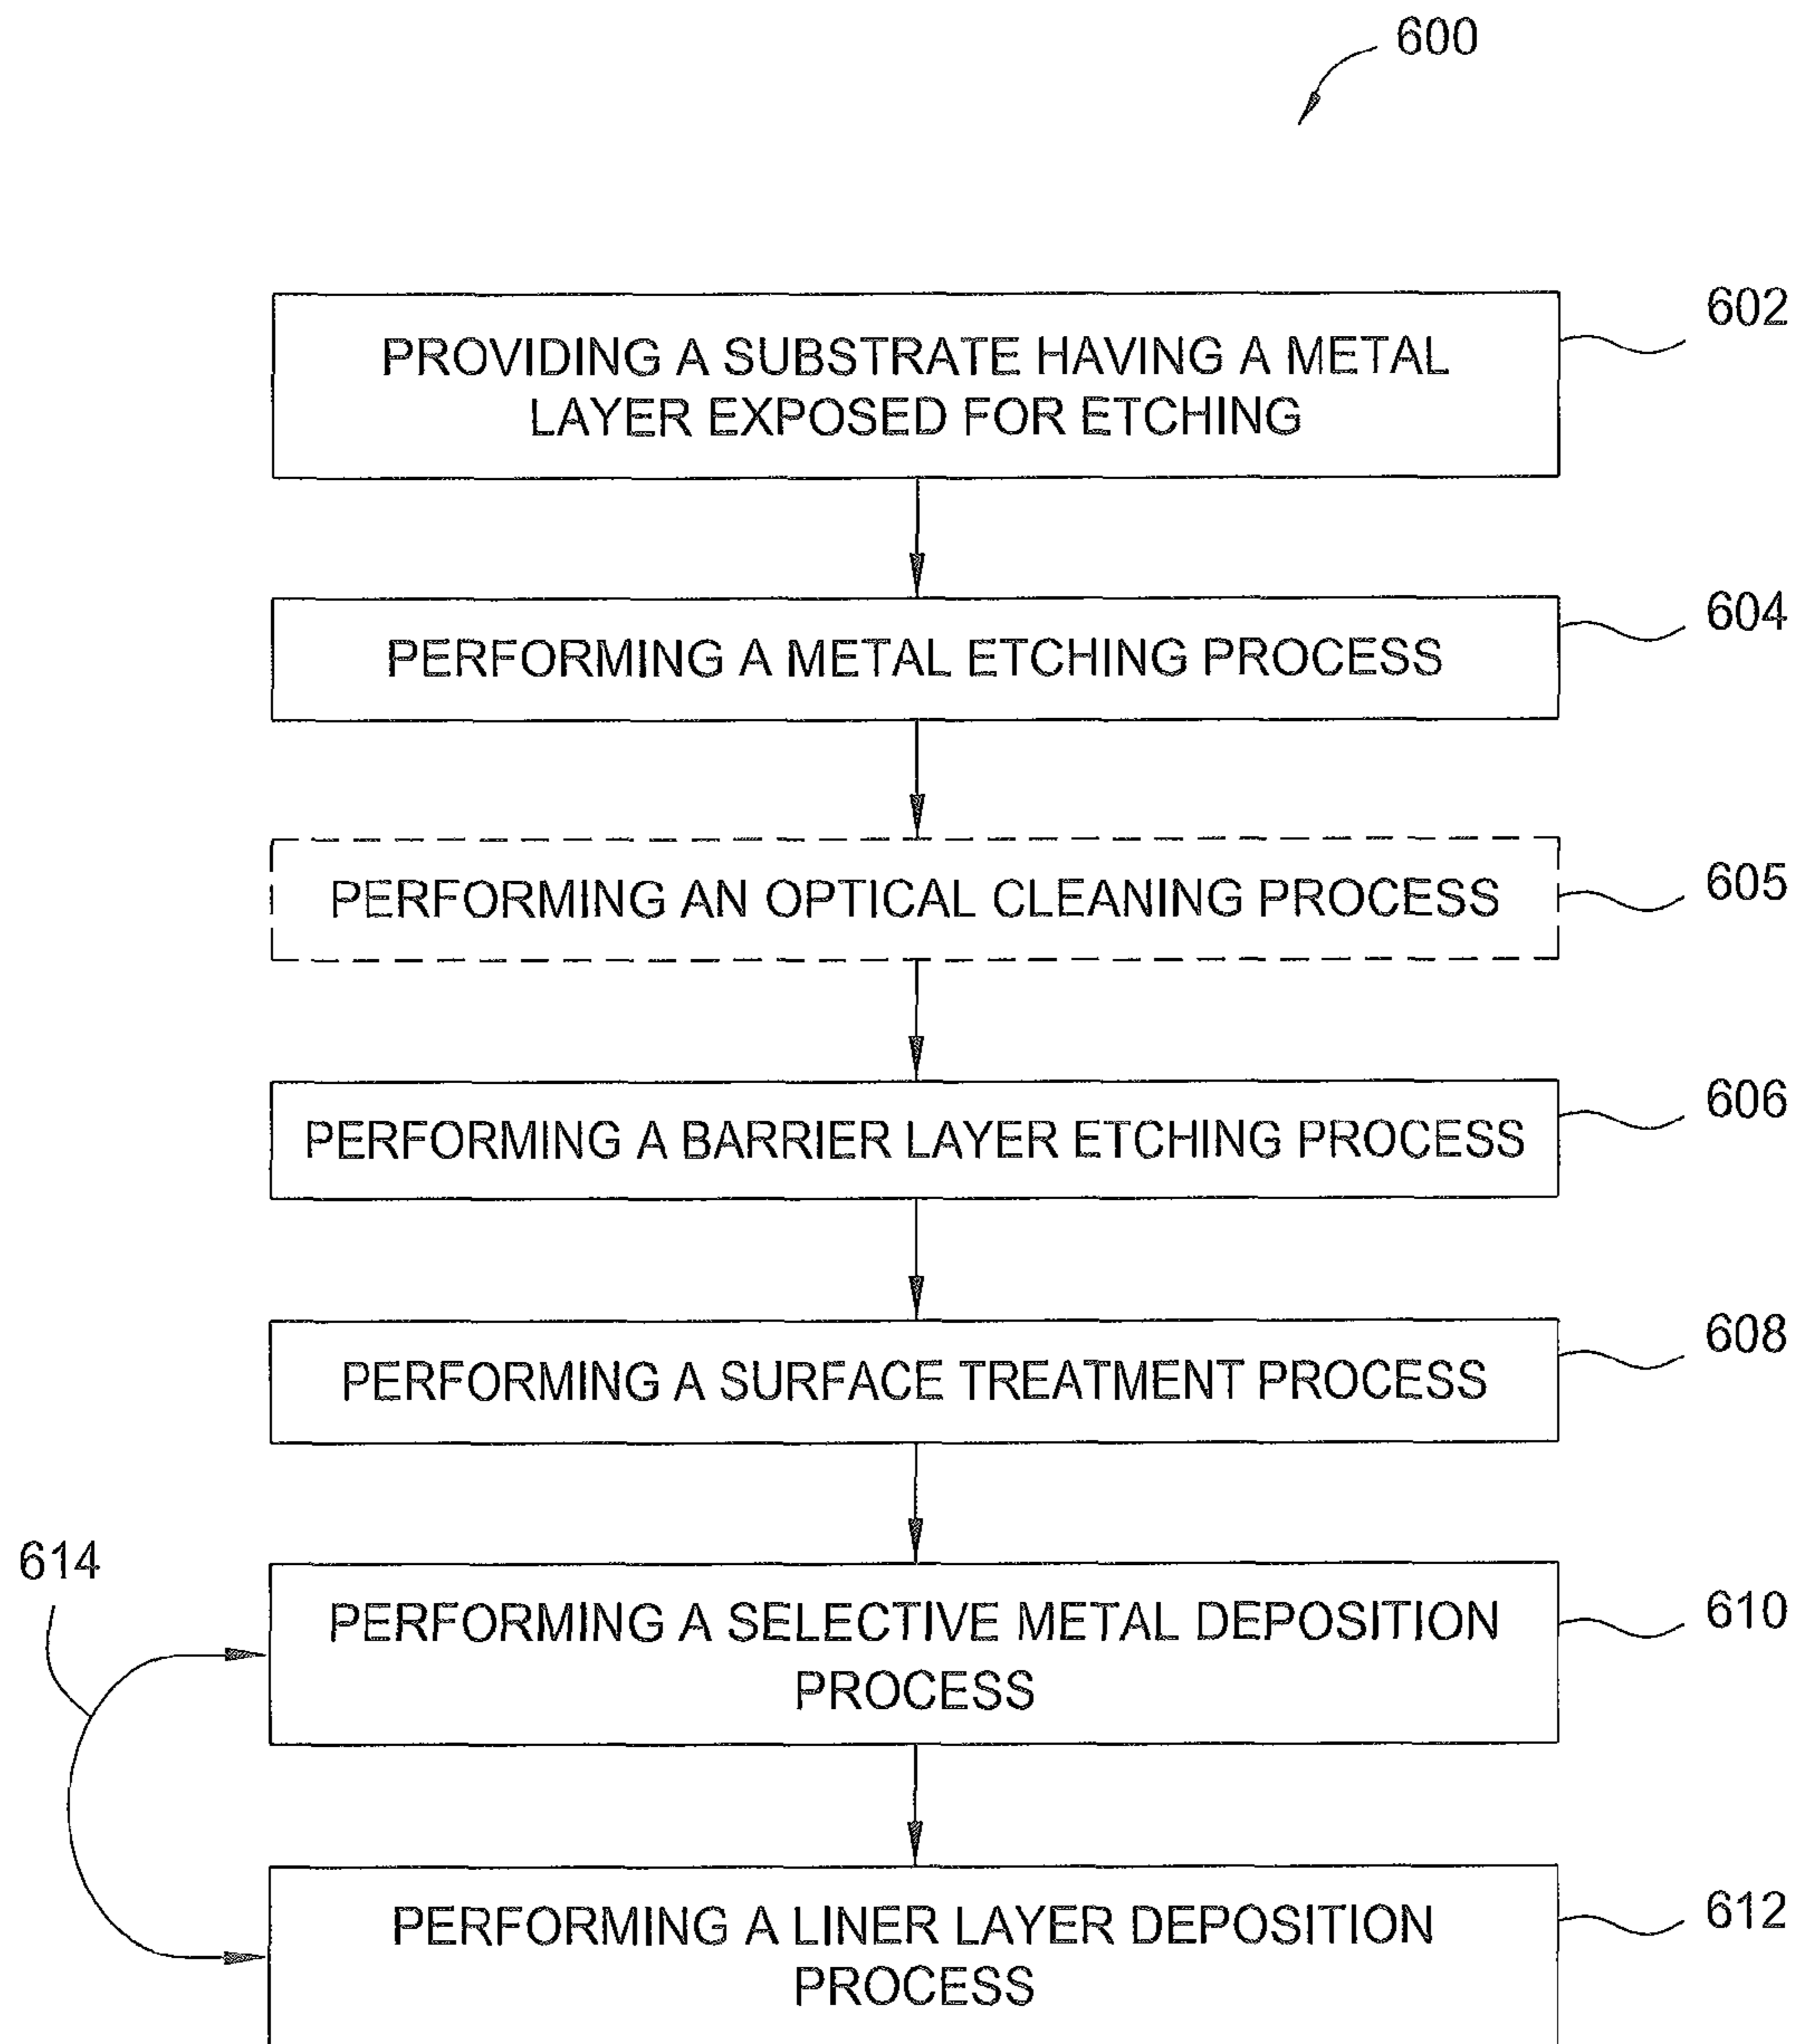 600
PROVIDING A SUBSTRATE HAVING A METAL
LAYER EXPOSED FOR ETCHING
602
PERFORMING A METAL ETCHING PROCESS
604
PERFORMING AN OPTICAL CLEANING PROCESS
605
PERFORMING A BARRIER LAYER ETCHING PROCESS
606
PERFORMING A SURFACE TREATMENT PROCESS
608
614
PERFORMING A SELECTIVE METAL DEPOSITION
PROCESS
610
PERFORMING A LINER LAYER DEPOSITION
PROCESS
612